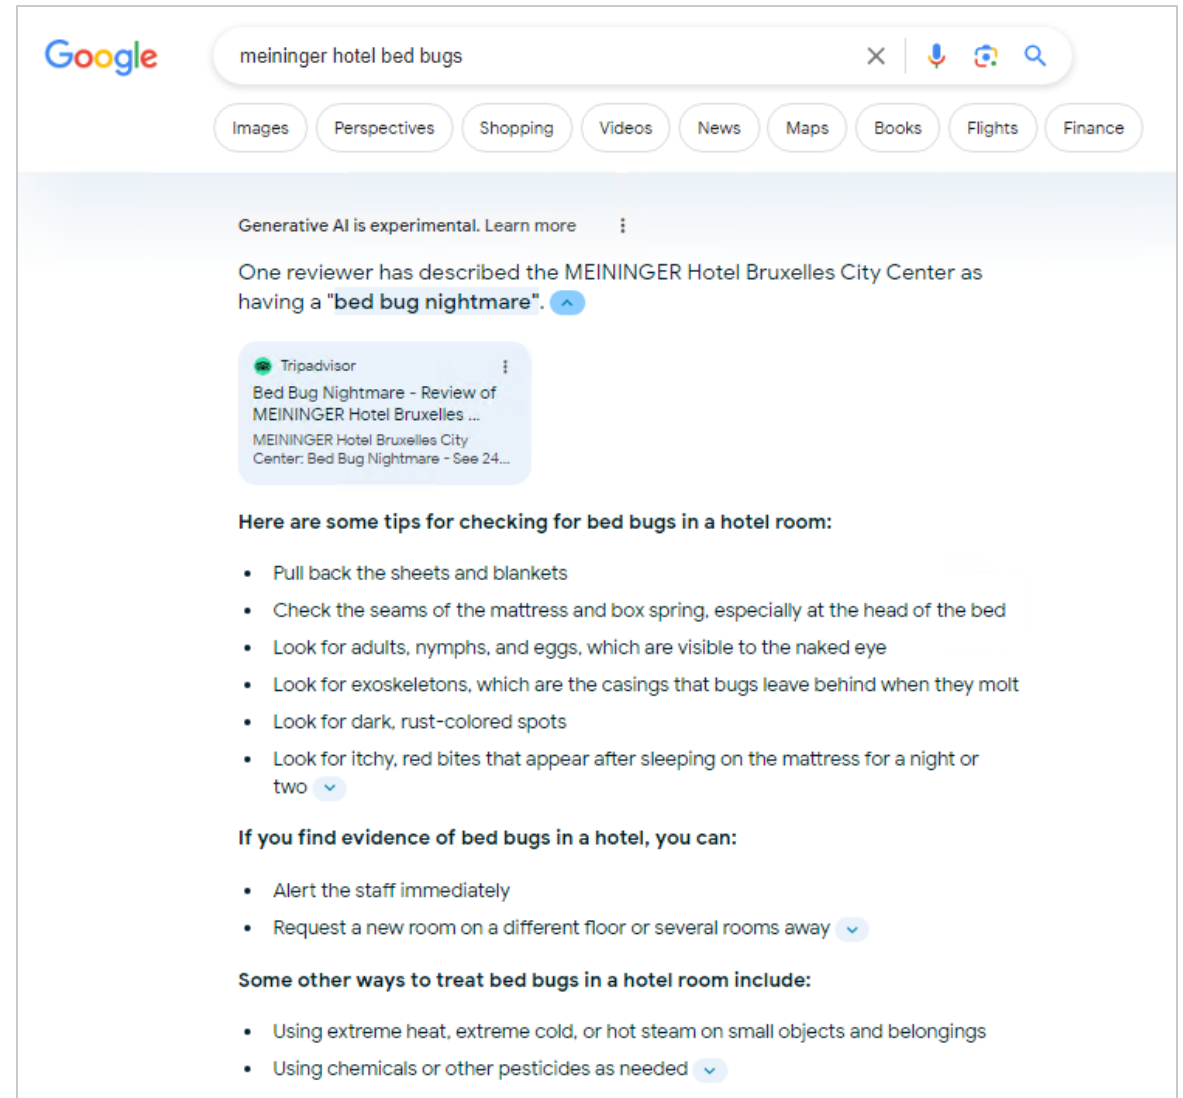 Google
meininger hotel bed bugs
Images Perspectives Shopping Videos News Maps Books Flights Finance
Generative AI is experimental. Learn more
One reviewer has described the MEININGER Hotel Bruxelles City Center as
having a "bed bug nightmare".
Tripadvisor
Bed Bug Nightmare - Review of
MEININGER Hotel Bruxelles ...
MEININGER Hotel Bruxelles City
Center: Bed Bug Nightmare - See 24...
Here are some tips for checking for bed bugs in a hotel room:
• Pull back the sheets and blankets
• Check the seams of the mattress and box spring, especially at the head of the bed
• Look for adults, nymphs, and eggs, which are visible to the naked eye
• Look for exoskeletons, which are the casings that bugs leave behind when they molt
• Look for dark, rust-colored spots
• Look for itchy, red bites that appear after sleeping on the mattress for a night or
two
If you find evidence of bed bugs in a hotel, you can:
• Alert the staff immediately
• Request a new room on a different floor or several rooms away
Some other ways to treat bed bugs in a hotel room include:
• Using extreme heat, extreme cold, or hot steam on small objects and belongings
• Using chemicals or other pesticides as needed